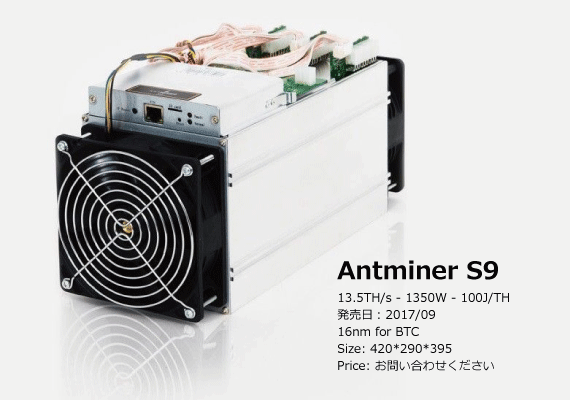 Antminer S9
13.5TH/s - 1350W - 100J/TH
発売日：2017/09
16nm for BTC
Size: 420*290*395
Price: お問い合わせください